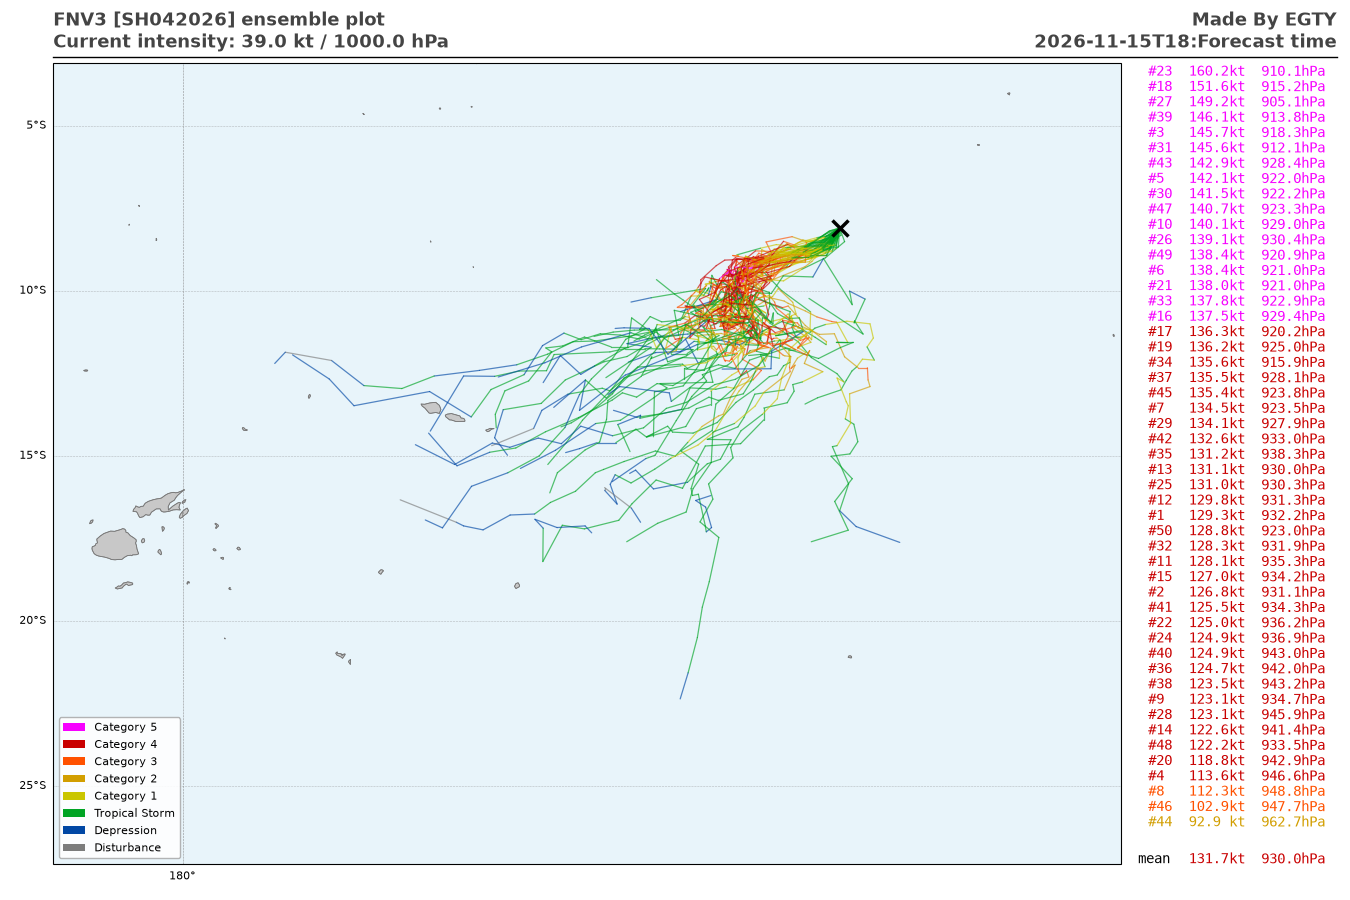 FNV3 [SH042026] ensemble plot
Made By EGTY
Current intensity: 39.0 kt / 1000.0 hPa
2026-11-15T18:Forecast time
#23 160.2kt 910.1hPa
#18 151.6kt 915.2hPa
#27 149.2kt 905.1hPa
#39 146.1kt 913.8hPa
#3 145.7kt 918.3hPa
#31 145.6kt 912.1hPa
#43 142.9kt 928.4hPa
#5 142.1kt 922.0hPa
#30 141.5kt 922.2hPa
#47 140.7kt 923.3hPa
#10 140.1kt 929.0hPa
#26 139.1kt 930.4hPa
#49 138.4kt 920.9hPa
#6 138.4kt 921.0hPa
#21 138.0kt 921.0hPa
#33 137.8kt 922.9hPa
#16 137.5kt 929.4hPa
#17 136.3kt 920.2hPa
#19 136.2kt 925.0hPa
#34 135.6kt 915.9hPa
#37 135.5kt 928.1hPa
#45 135.4kt 923.8hPa
#7 134.5kt 923.5hPa
#29 134.1kt 927.9hPa
#42 132.6kt 933.0hPa
#35 131.2kt 938.3hPa
#13 131.1kt 930.0hPa
#25 131.0kt 930.3hPa
#12 129.8kt 931.3hPa
#1 129.3kt 932.2hPa
#50 128.8kt 923.0hPa
#32 128.3kt 931.9hPa
#11 128.1kt 935.3hPa
#15 127.0kt 934.2hPa
#2 126.8kt 931.1hPa
#41 125.5kt 934.3hPa
#22 125.0kt 936.2hPa
#24 124.9kt 936.9hPa
#40 124.9kt 943.0hPa
#36 124.7kt 942.0hPa
#38 123.5kt 943.2hPa
#9 123.1kt 934.7hPa
#28 123.1kt 945.9hPa
#14 122.6kt 941.4hPa
#48 122.2kt 933.5hPa
#20 118.8kt 942.9hPa
#4 113.6kt 946.6hPa
#8 112.3kt 948.8hPa
#46 102.9kt 947.7hPa
#44 92.9 kt 962.7hPa
mean 131.7kt 930.0hPa
5°S
10°S
15°S
20°S
25°S
180°
Category 5
Category 4
Category 3
Category 2
Category 1
Tropical Storm
Depression
Disturbance